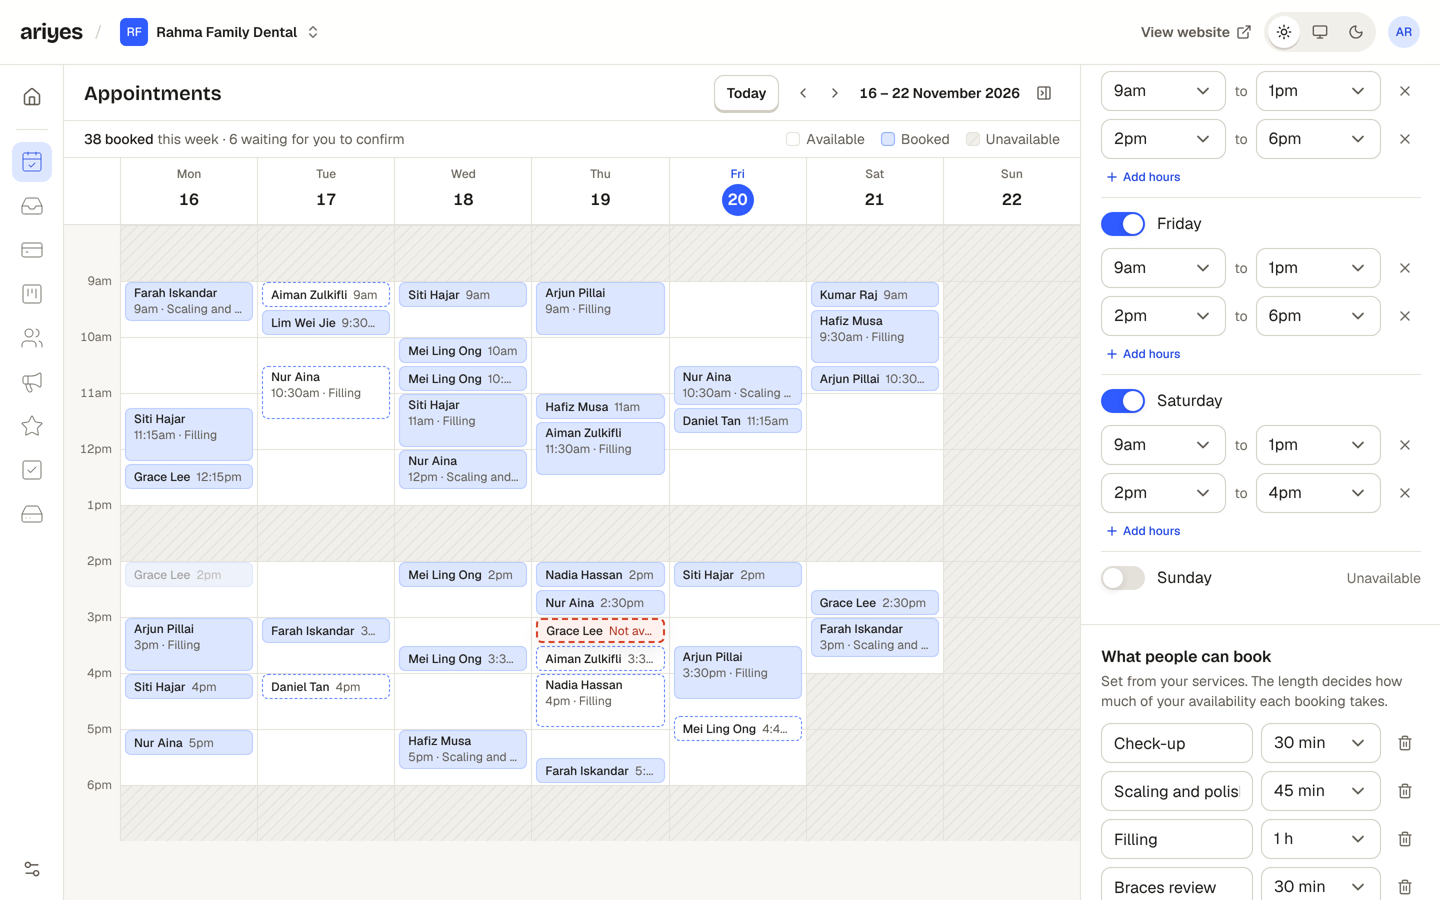 ariyes / RF Rahma Family Dental
View website
AR
Appointments
Today
16 – 22 November 2026
38 booked this week · 6 waiting for you to confirm
Available
Booked
Unavailable
Mon 16
Tue 17
Wed 18
Thu 19
Fri 20
Sat 21
Sun 22
9am
10am
11am
12pm
1pm
2pm
3pm
4pm
5pm
6pm
Farah Iskandar
9am · Scaling and ...
Siti Hajar
11:15am · Filling
Grace Lee 12:15pm
Grace Lee 2pm
Arjun Pillai
3pm · Filling
Siti Hajar 4pm
Nur Aina 5pm
Aiman Zulkifli 9am
Lim Wei Jie 9:30...
Nur Aina
10:30am · Filling
Farah Iskandar 3...
Daniel Tan 4pm
Siti Hajar 9am
Mei Ling Ong 10am
Mei Ling Ong 10:...
Siti Hajar
11am · Filling
Nur Aina
12pm · Scaling and...
Mei Ling Ong 2pm
Mei Ling Ong 3:3...
Hafiz Musa
5pm · Scaling and ...
Arjun Pillai
9am · Filling
Hafiz Musa 11am
Aiman Zulkifli
11:30am · Filling
Nadia Hassan 2pm
Nur Aina 2:30pm
Grace Lee Not av...
Aiman Zulkifli 3:3...
Nadia Hassan
4pm · Filling
Farah Iskandar 5:...
Nur Aina
10:30am · Scaling ...
Daniel Tan 11:15am
Siti Hajar 2pm
Arjun Pillai
3:30pm · Filling
Mei Ling Ong 4:4...
Kumar Raj 9am
Hafiz Musa
9:30am · Filling
Arjun Pillai 10:30...
Grace Lee 2:30pm
Farah Iskandar
3pm · Scaling and ...
9am to 1pm
2pm to 6pm
+ Add hours
Friday
9am to 1pm
2pm to 6pm
+ Add hours
Saturday
9am to 1pm
2pm to 4pm
+ Add hours
Sunday Unavailable
What people can book
Set from your services. The length decides how
much of your availability each booking takes.
Check-up 30 min
Scaling and polis 45 min
Filling 1 h
Braces review 30 min